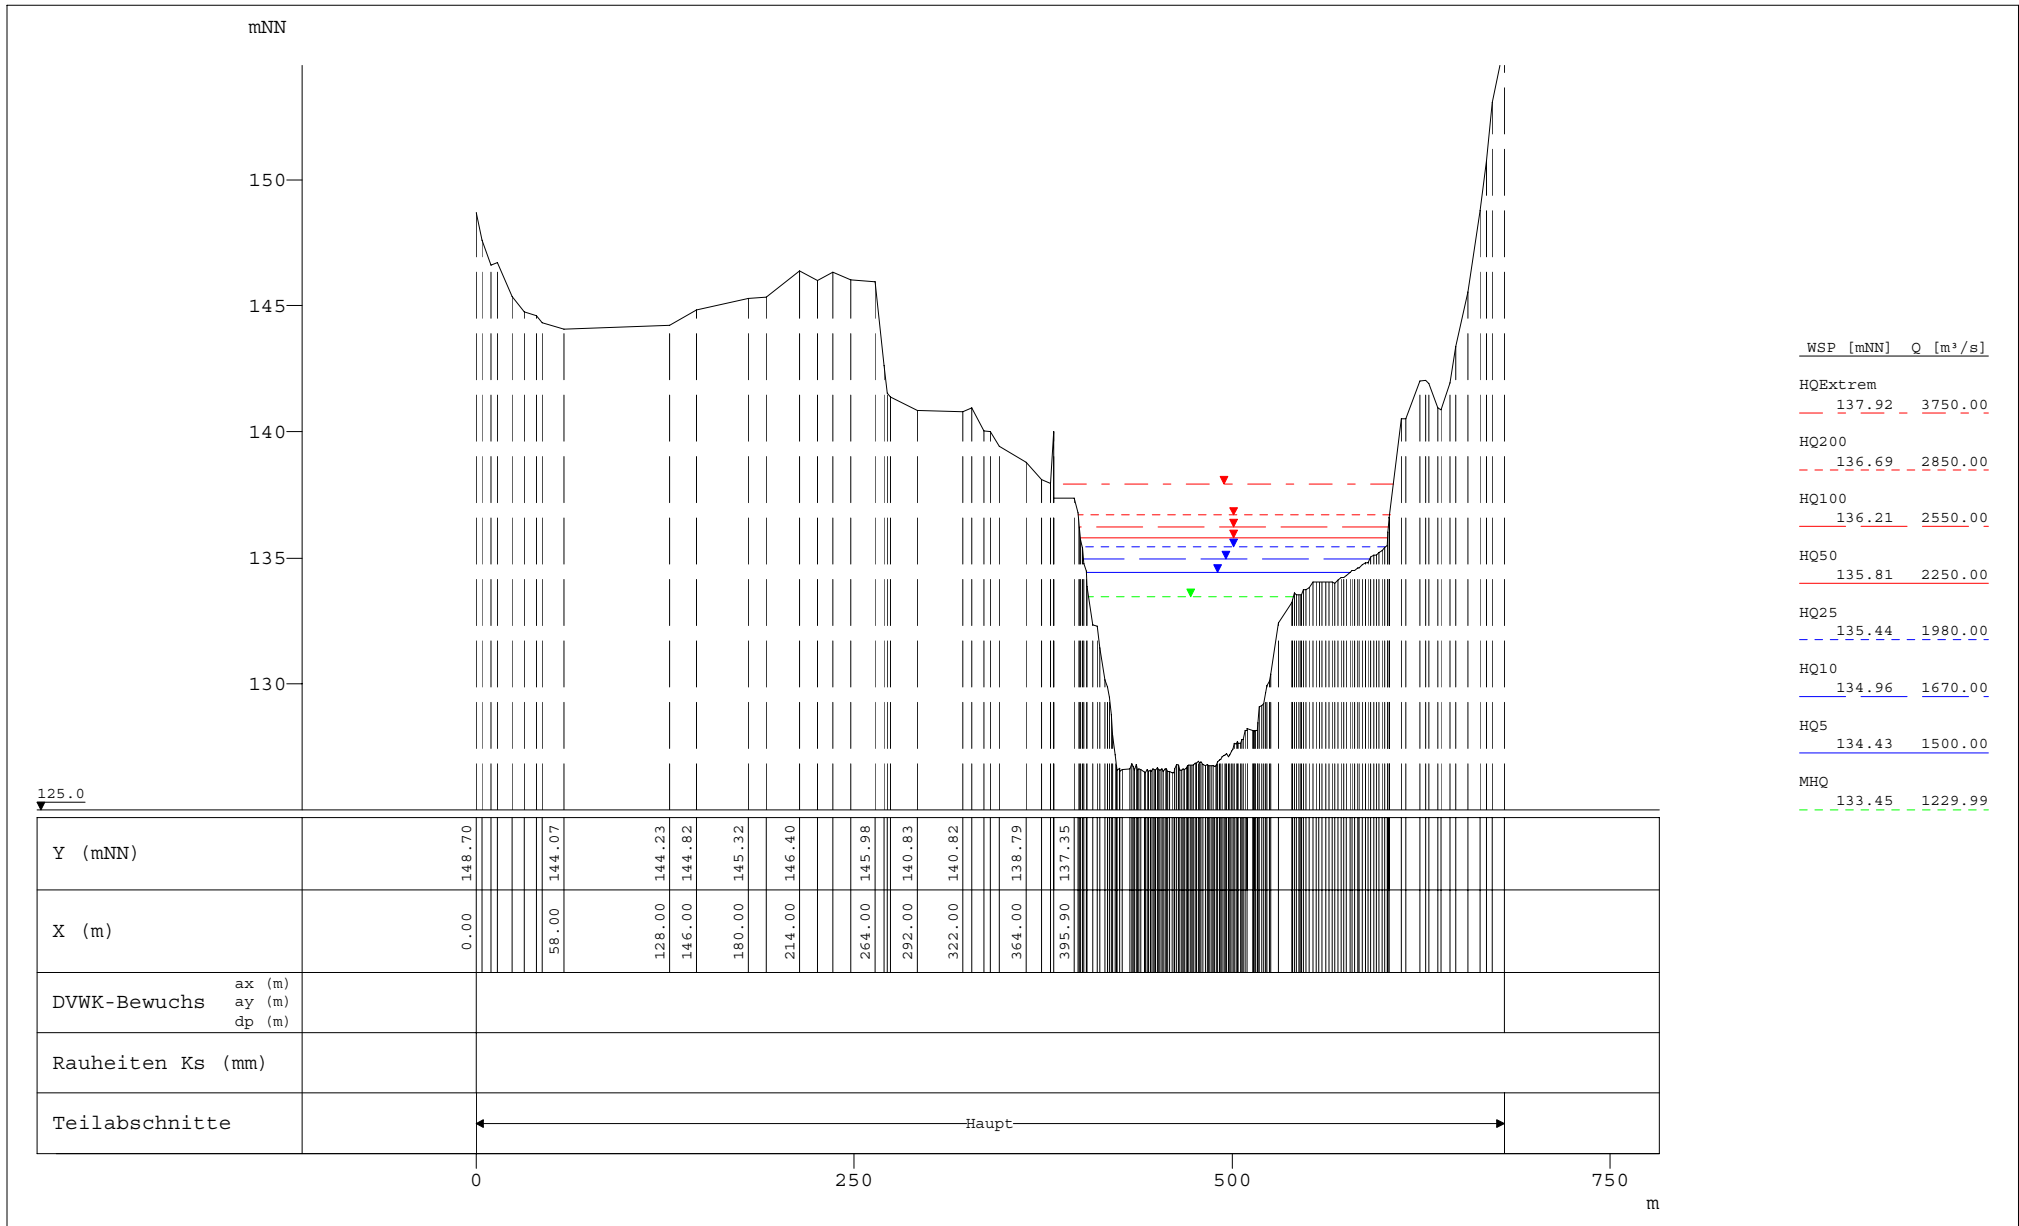 mNN
150
145
140
135
130
125.0
WSP [mNN] Q [m³/s]
HQExtrem
137.92 3750.00
HQ200
136.69 2850.00
HQ100
136.21 2550.00
HQ50
135.81 2250.00
HQ25
135.44 1980.00
HQ10
134.96 1670.00
HQ5
134.43 1500.00
MHQ
133.45 1229.99
Y (mNN) 148.70 144.07 144.23 144.82 145.32 146.40 145.98 140.83 140.82 138.79 137.35
X (m) 0.00 58.00 128.00 146.00 180.00 214.00 264.00 292.00 322.00 364.00 395.90
DVWK-Bewuchs
ax (m)
ay (m)
dp (m)
Rauheiten Ks (mm)
Teilabschnitte Haupt
0 250 500 750
m